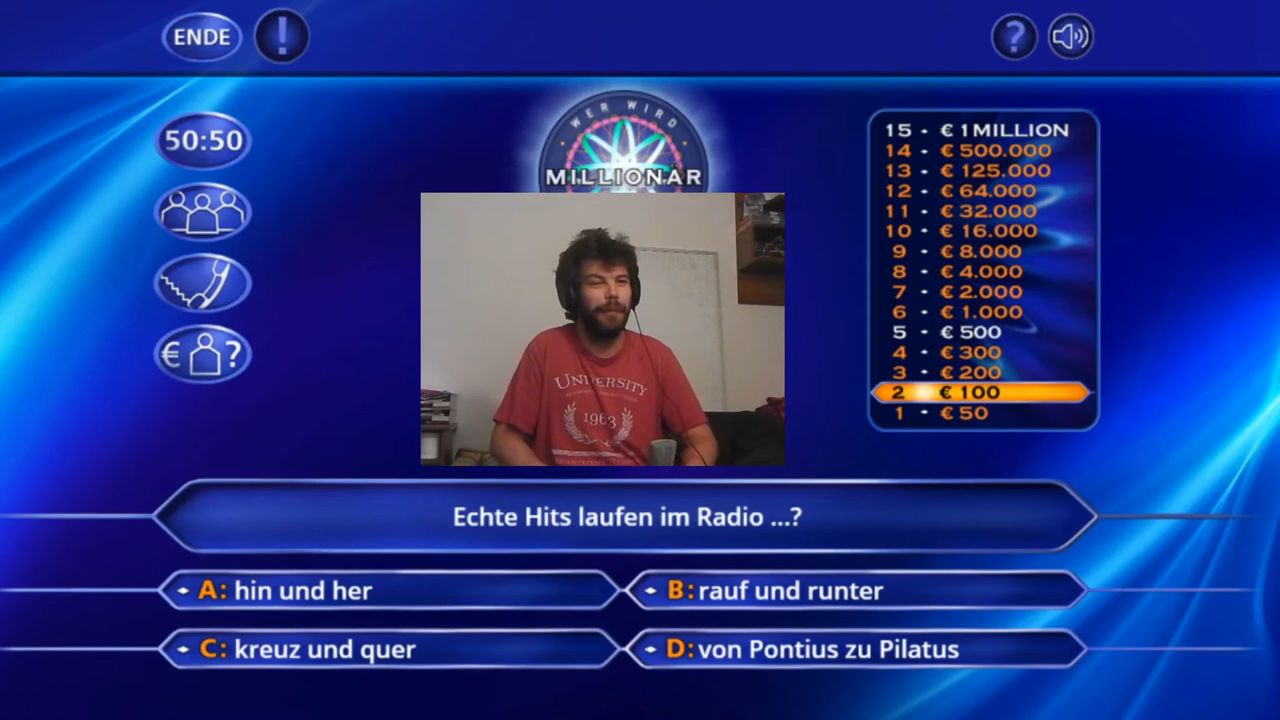 ENDE
!
?
50:50
€ ?
WER WIRD
MILLIONÄR
15 • € 1 MILLION
14 • € 500.000
13 • € 125.000
12 • € 64.000
11 • € 32.000
10 • € 16.000
9 • € 8.000
8 • € 4.000
7 • € 2.000
6 • € 1.000
5 • € 500
4 • € 300
3 • € 200
2 • € 100
1 • € 50
UNIVERSITY
1963
Echte Hits laufen im Radio ...?
A: hin und her
B: rauf und runter
C: kreuz und quer
D: von Pontius zu Pilatus